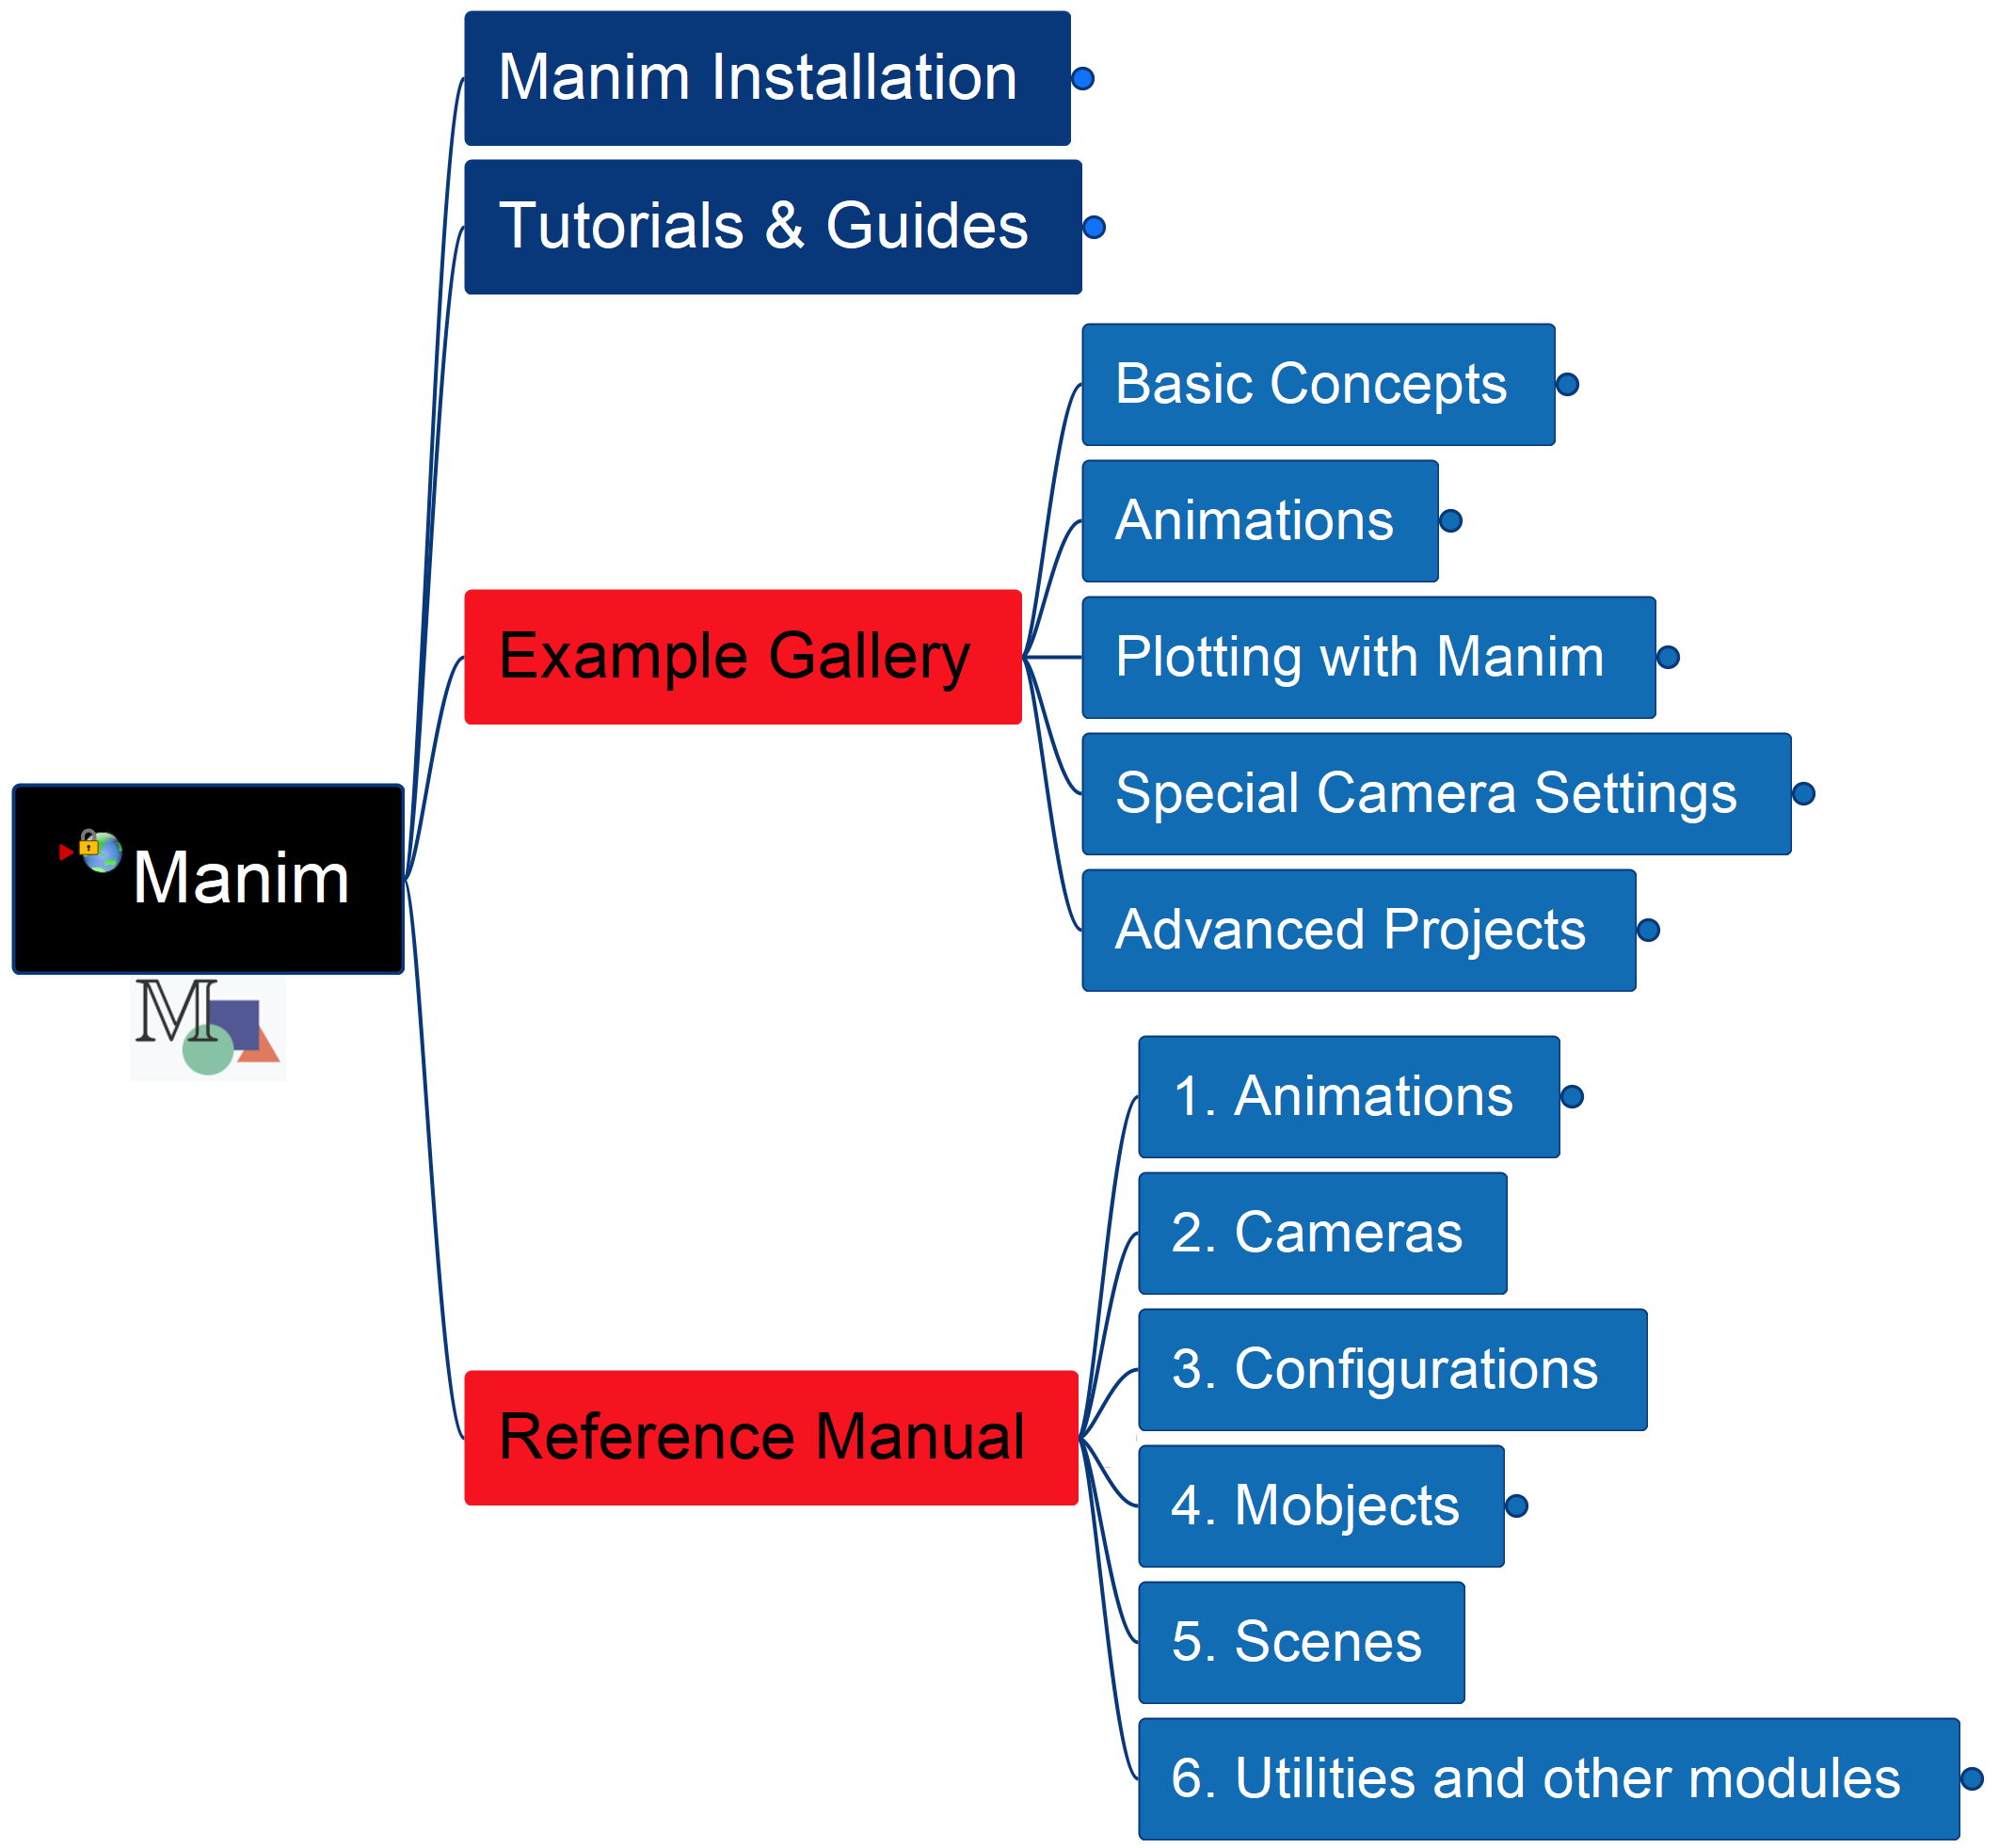 Manim Installation
Tutorials & Guides
Example Gallery
Basic Concepts
Animations
Plotting with Manim
Special Camera Settings
Advanced Projects
Manim
M
Reference Manual
1. Animations
2. Cameras
3. Configurations
4. Mobjects
5. Scenes
6. Utilities and other modules